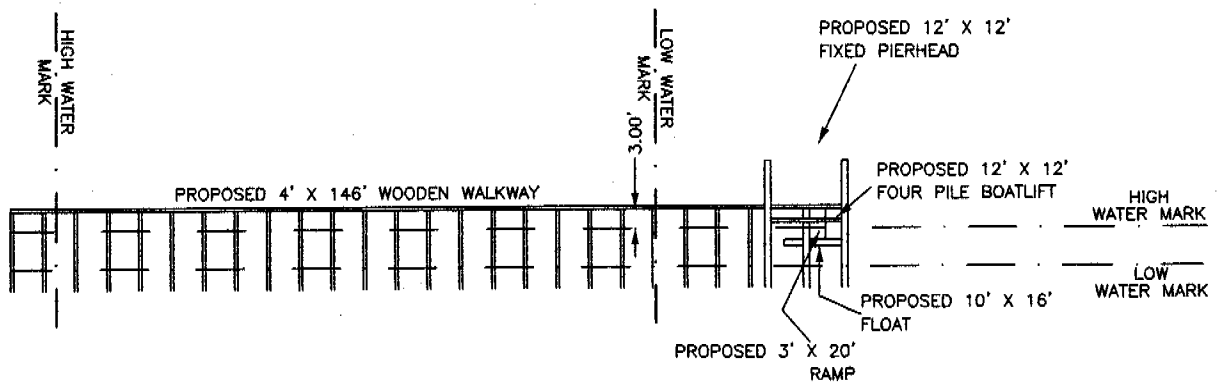 HIGH WATER
MARK
LOW WATER
MARK
3.00'
PROPOSED 12' X 12'
FIXED PIERHEAD
PROPOSED 4' X 146' WOODEN WALKWAY
PROPOSED 12' X 12'
FOUR PILE BOATLIFT
HIGH
WATER MARK
LOW
WATER MARK
PROPOSED 10' X 16'
FLOAT
PROPOSED 3' X 20'
RAMP